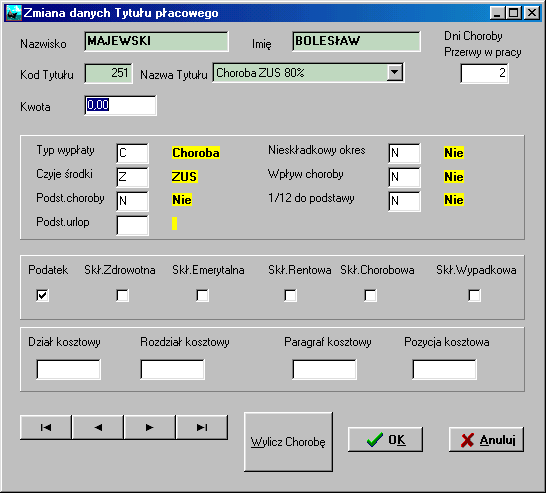 Zmiana danych Tytułu płacowego
Nazwisko MAJEWSKI Imię BOLESŁAW Dni Choroby
Przerwy w pracy
Kod Tytułu 251 Nazwa Tytułu Choroba ZUS 80% 2
Kwota 0,00
Typ wypłaty C Choroba Nieskładkowy okres N Nie
Czyje środki Z ZUS Wpływ choroby N Nie
Podst.choroby N Nie 1/12 do podstawy N Nie
Podst.urlop
Podatek Skł.Zdrowotna Skł.Emerytalna Skł.Rentowa Skł.Chorobowa Skł.Wypadkowa
Dział kosztowy Rozdział kosztowy Paragraf kosztowy Pozycja kosztowa
Wylicz Chorobę OK Anuluj